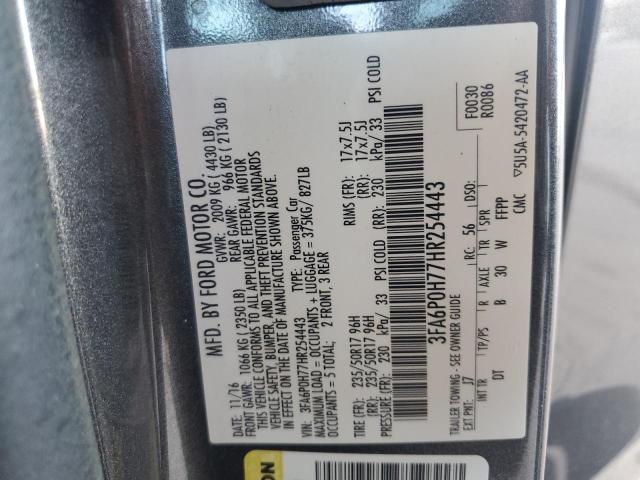 MFD. BY FORD MOTOR CO.
11/16 GVWR: 2009 KG ( 4430 LB)
FRONT GAWR: 1066 KG ( 2350 LB) REAR GAWR: 966 KG ( 2130 LB)
THIS VEHICLE CONFORMS TO ALL APPLICABLE FEDERAL MOTOR
VEHICLE SAFETY, BUMPER, AND THEFT PREVENTION STANDARDS
IN EFFECT ON THE DATE OF MANUFACTURE SHOWN ABOVE.
VIN: 3FA6P0H77HR254443 TYPE: Passenger Car
MAXIMUM LOAD = OCCUPANTS + LUGGAGE = 375KG/ 827LB
OCCUPANTS = 5 TOTAL: 2 FRONT, 3 REAR
TIRE (FR): 235/50R17 96H RIMS (FR): 17x7.5J
(RR): 235/50R17 96H (RR): 17x7.5J
PRESSURE (FR): 230 kPa/ 33 PSI COLD (RR): 230 kPa/ 33 PSI COLD
3FA6P0H77HR254443
TRAILER TOWING - SEE OWNER GUIDE F0030
EXT PNT: J7 RC: 56 DSO: R00B6
INT TR TP/PS R AXLE TR SPR
DT B 30 W FFPP
CMC ▽5U5A-5420472-AA